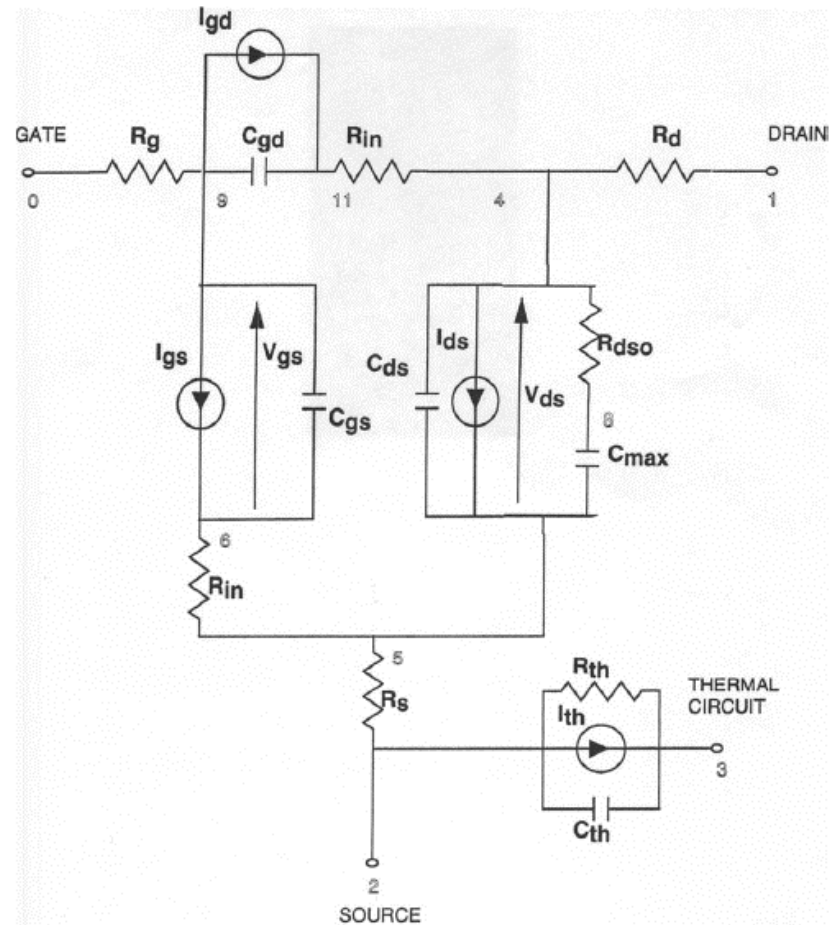 Igd
GATE Rg Cgd Rin Rd DRAIN
0 9 11 4 1
Igs Vgs Cgs Cds Ids Vds Rdso
8
Cmax
6
Rin
5
Rs
Rth
Ith
THERMAL
CIRCUIT
3
Cth
2
SOURCE